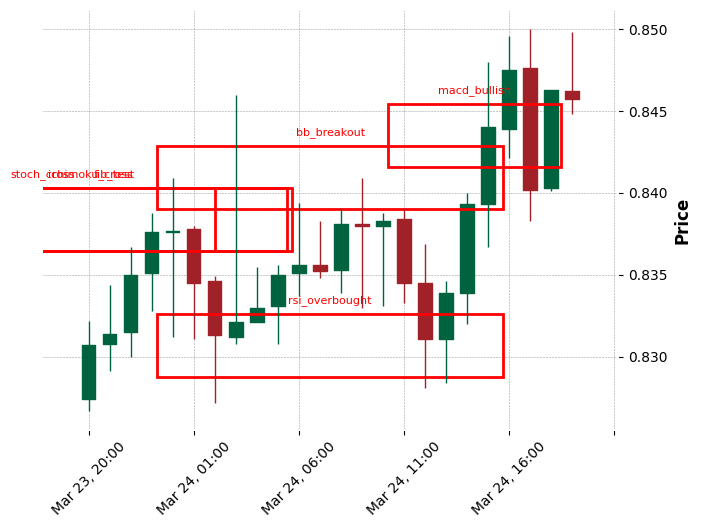 0.850
macd_bullish
0.845
bb_breakout
0.840
Price
0.835
rsi_overbought
0.830
Mar 23, 20:00
Mar 24, 01:00
Mar 24, 06:00
Mar 24, 11:00
Mar 24, 16:00